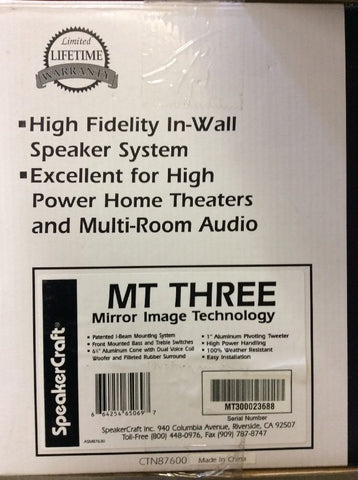 Limited
LIFETIME
WARRANTY
▪High Fidelity In-Wall
Speaker System
▪Excellent for High
Power Home Theaters
and Multi-Room Audio
SpeakerCraft®
MT THREE
Mirror Image Technology
• Patented I-Beam Mounting System
• Front Mounted Bass and Treble Switches
• 6½" Aluminum Cone with Dual Voice Coil
Woofer and Filleted Rubber Surround
• 1" Aluminum Pivoting Tweeter
• High Power Handling
• 100% Weather Resistant
• Easy Installation
6 64254 65069 7
MT300023688
Serial Number
SpeakerCraft Inc. 940 Columbia Avenue, Riverside, CA 92507
Toll-Free (800) 448-0976, Fax (909) 787-8747
CTN87600 Made In China